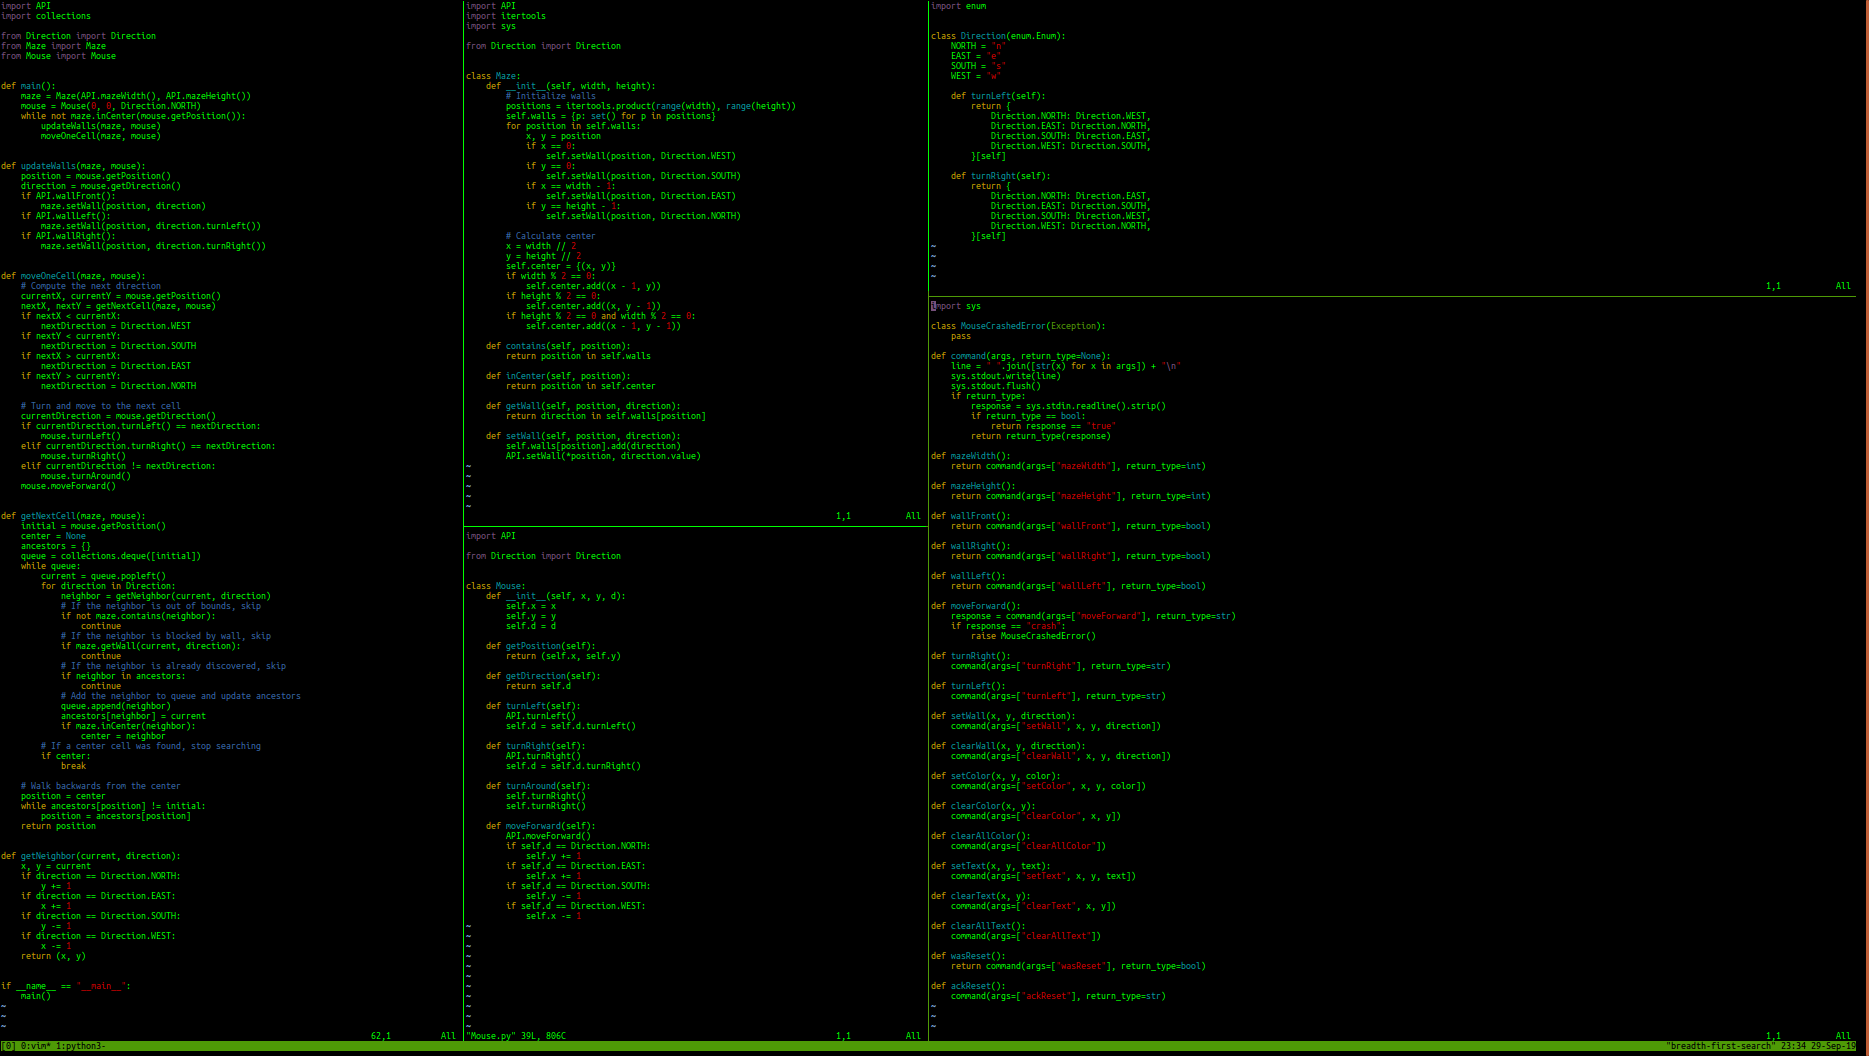 import API
import collections

from Direction import Direction
from Maze import Maze
from Mouse import Mouse


def main():
    maze = Maze(API.mazeWidth(), API.mazeHeight())
    mouse = Mouse(0, 0, Direction.NORTH)
    while not maze.inCenter(mouse.getPosition()):
        updateWalls(maze, mouse)
        moveOneCell(maze, mouse)


def updateWalls(maze, mouse):
    position = mouse.getPosition()
    direction = mouse.getDirection()
    if API.wallFront():
        maze.setWall(position, direction)
    if API.wallLeft():
        maze.setWall(position, direction.turnLeft())
    if API.wallRight():
        maze.setWall(position, direction.turnRight())


def moveOneCell(maze, mouse):
    # Compute the next direction
    currentX, currentY = mouse.getPosition()
    nextX, nextY = getNextCell(maze, mouse)
    if nextX < currentX:
        nextDirection = Direction.WEST
    if nextY < currentY:
        nextDirection = Direction.SOUTH
    if nextX > currentX:
        nextDirection = Direction.EAST
    if nextY > currentY:
        nextDirection = Direction.NORTH

    # Turn and move to the next cell
    currentDirection = mouse.getDirection()
    if currentDirection.turnLeft() == nextDirection:
        mouse.turnLeft()
    elif currentDirection.turnRight() == nextDirection:
        mouse.turnRight()
    elif currentDirection != nextDirection:
        mouse.turnAround()
    mouse.moveForward()


def getNextCell(maze, mouse):
    initial = mouse.getPosition()
    center = None
    ancestors = {}
    queue = collections.deque([initial])
    while queue:
        current = queue.popleft()
        for direction in Direction:
            neighbor = getNeighbor(current, direction)
            # If the neighbor is out of bounds, skip
            if not maze.contains(neighbor):
                continue
            # If the neighbor is blocked by wall, skip
            if maze.getWall(current, direction):
                continue
            # If the neighbor is already discovered, skip
            if neighbor in ancestors:
                continue
            # Add the neighbor to queue and update ancestors
            queue.append(neighbor)
            ancestors[neighbor] = current
            if maze.inCenter(neighbor):
                center = neighbor
        # If a center cell was found, stop searching
        if center:
            break

    # Walk backwards from the center
    position = center
    while ancestors[position] != initial:
        position = ancestors[position]
    return position


def getNeighbor(current, direction):
    x, y = current
    if direction == Direction.NORTH:
        y += 1
    if direction == Direction.EAST:
        x += 1
    if direction == Direction.SOUTH:
        y -= 1
    if direction == Direction.WEST:
        x -= 1
    return (x, y)


if __name__ == "__main__":
    main()
~
~
~
62,1 All
import API
import itertools
import sys

from Direction import Direction


class Maze:
    def __init__(self, width, height):
        # Initialize walls
        positions = itertools.product(range(width), range(height))
        self.walls = {p: set() for p in positions}
        for position in self.walls:
            x, y = position
            if x == 0:
                self.setWall(position, Direction.WEST)
            if y == 0:
                self.setWall(position, Direction.SOUTH)
            if x == width - 1:
                self.setWall(position, Direction.EAST)
            if y == height - 1:
                self.setWall(position, Direction.NORTH)

        # Calculate center
        x = width // 2
        y = height // 2
        self.center = {(x, y)}
        if width % 2 == 0:
            self.center.add((x - 1, y))
        if height % 2 == 0:
            self.center.add((x, y - 1))
        if height % 2 == 0 and width % 2 == 0:
            self.center.add((x - 1, y - 1))

    def contains(self, position):
        return position in self.walls

    def inCenter(self, position):
        return position in self.center

    def getWall(self, position, direction):
        return direction in self.walls[position]

    def setWall(self, position, direction):
        self.walls[position].add(direction)
        API.setWall(*position, direction.value)
~
~
~
~
~
1,1 All
import API

from Direction import Direction


class Mouse:
    def __init__(self, x, y, d):
        self.x = x
        self.y = y
        self.d = d

    def getPosition(self):
        return (self.x, self.y)

    def getDirection(self):
        return self.d

    def turnLeft(self):
        API.turnLeft()
        self.d = self.d.turnLeft()

    def turnRight(self):
        API.turnRight()
        self.d = self.d.turnRight()

    def turnAround(self):
        self.turnRight()
        self.turnRight()

    def moveForward(self):
        API.moveForward()
        if self.d == Direction.NORTH:
            self.y += 1
        if self.d == Direction.EAST:
            self.x += 1
        if self.d == Direction.SOUTH:
            self.y -= 1
        if self.d == Direction.WEST:
            self.x -= 1
~
~
~
~
~
~
~
~
~
~
~
"Mouse.py" 39L, 806C 1,1 All
import enum


class Direction(enum.Enum):
    NORTH = "n"
    EAST = "e"
    SOUTH = "s"
    WEST = "w"

    def turnLeft(self):
        return {
            Direction.NORTH: Direction.WEST,
            Direction.EAST: Direction.NORTH,
            Direction.SOUTH: Direction.EAST,
            Direction.WEST: Direction.SOUTH,
        }[self]

    def turnRight(self):
        return {
            Direction.NORTH: Direction.EAST,
            Direction.EAST: Direction.SOUTH,
            Direction.SOUTH: Direction.WEST,
            Direction.WEST: Direction.NORTH,
        }[self]
~
~
~
~
1,1 All
import sys

class MouseCrashedError(Exception):
    pass

def command(args, return_type=None):
    line = " ".join([str(x) for x in args]) + "\n"
    sys.stdout.write(line)
    sys.stdout.flush()
    if return_type:
        response = sys.stdin.readline().strip()
        if return_type == bool:
            return response == "true"
        return return_type(response)

def mazeWidth():
    return command(args=["mazeWidth"], return_type=int)

def mazeHeight():
    return command(args=["mazeHeight"], return_type=int)

def wallFront():
    return command(args=["wallFront"], return_type=bool)

def wallRight():
    return command(args=["wallRight"], return_type=bool)

def wallLeft():
    return command(args=["wallLeft"], return_type=bool)

def moveForward():
    response = command(args=["moveForward"], return_type=str)
    if response == "crash":
        raise MouseCrashedError()

def turnRight():
    command(args=["turnRight"], return_type=str)

def turnLeft():
    command(args=["turnLeft"], return_type=str)

def setWall(x, y, direction):
    command(args=["setWall", x, y, direction])

def clearWall(x, y, direction):
    command(args=["clearWall", x, y, direction])

def setColor(x, y, color):
    command(args=["setColor", x, y, color])

def clearColor(x, y):
    command(args=["clearColor", x, y])

def clearAllColor():
    command(args=["clearAllColor"])

def setText(x, y, text):
    command(args=["setText", x, y, text])

def clearText(x, y):
    command(args=["clearText", x, y])

def clearAllText():
    command(args=["clearAllText"])

def wasReset():
    return command(args=["wasReset"], return_type=bool)

def ackReset():
    command(args=["ackReset"], return_type=str)
~
~
~
1,1 All
[0] 0:vim* 1:python3- "breadth-first-search" 23:34 29-Sep-19